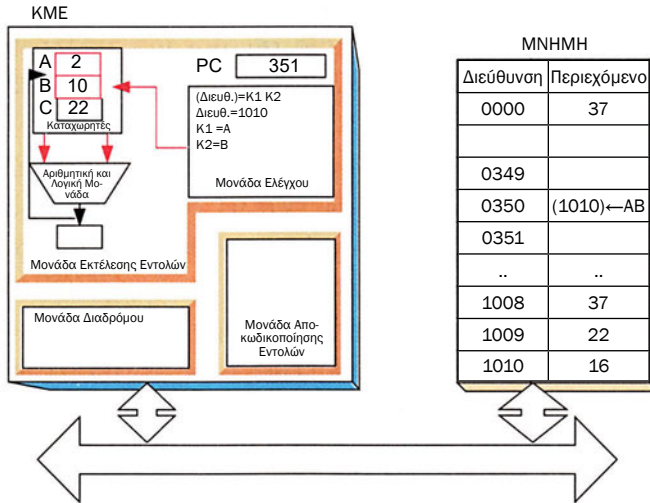 ΚΜΕ
A 2
B 10
C 22
Καταχωρητές
Αριθμητική και
Λογική Μο-
νάδα
Μονάδα Εκτέλεσης Εντολών
PC 351
(Διευθ.)=Κ1 Κ2
Διευθ.=1010
Κ1 =Α
Κ2=Β
Μονάδα Ελέγχου
Μονάδα Διαδρόμου
Μονάδα Απο-
κωδικοποίησης
Εντολών
ΜΝΗΜΗ
Διεύθυνση Περιεχόμενο
0000 37
0349
0350 (1010)←ΑΒ
0351
.. ..
1008 37
1009 22
1010 16